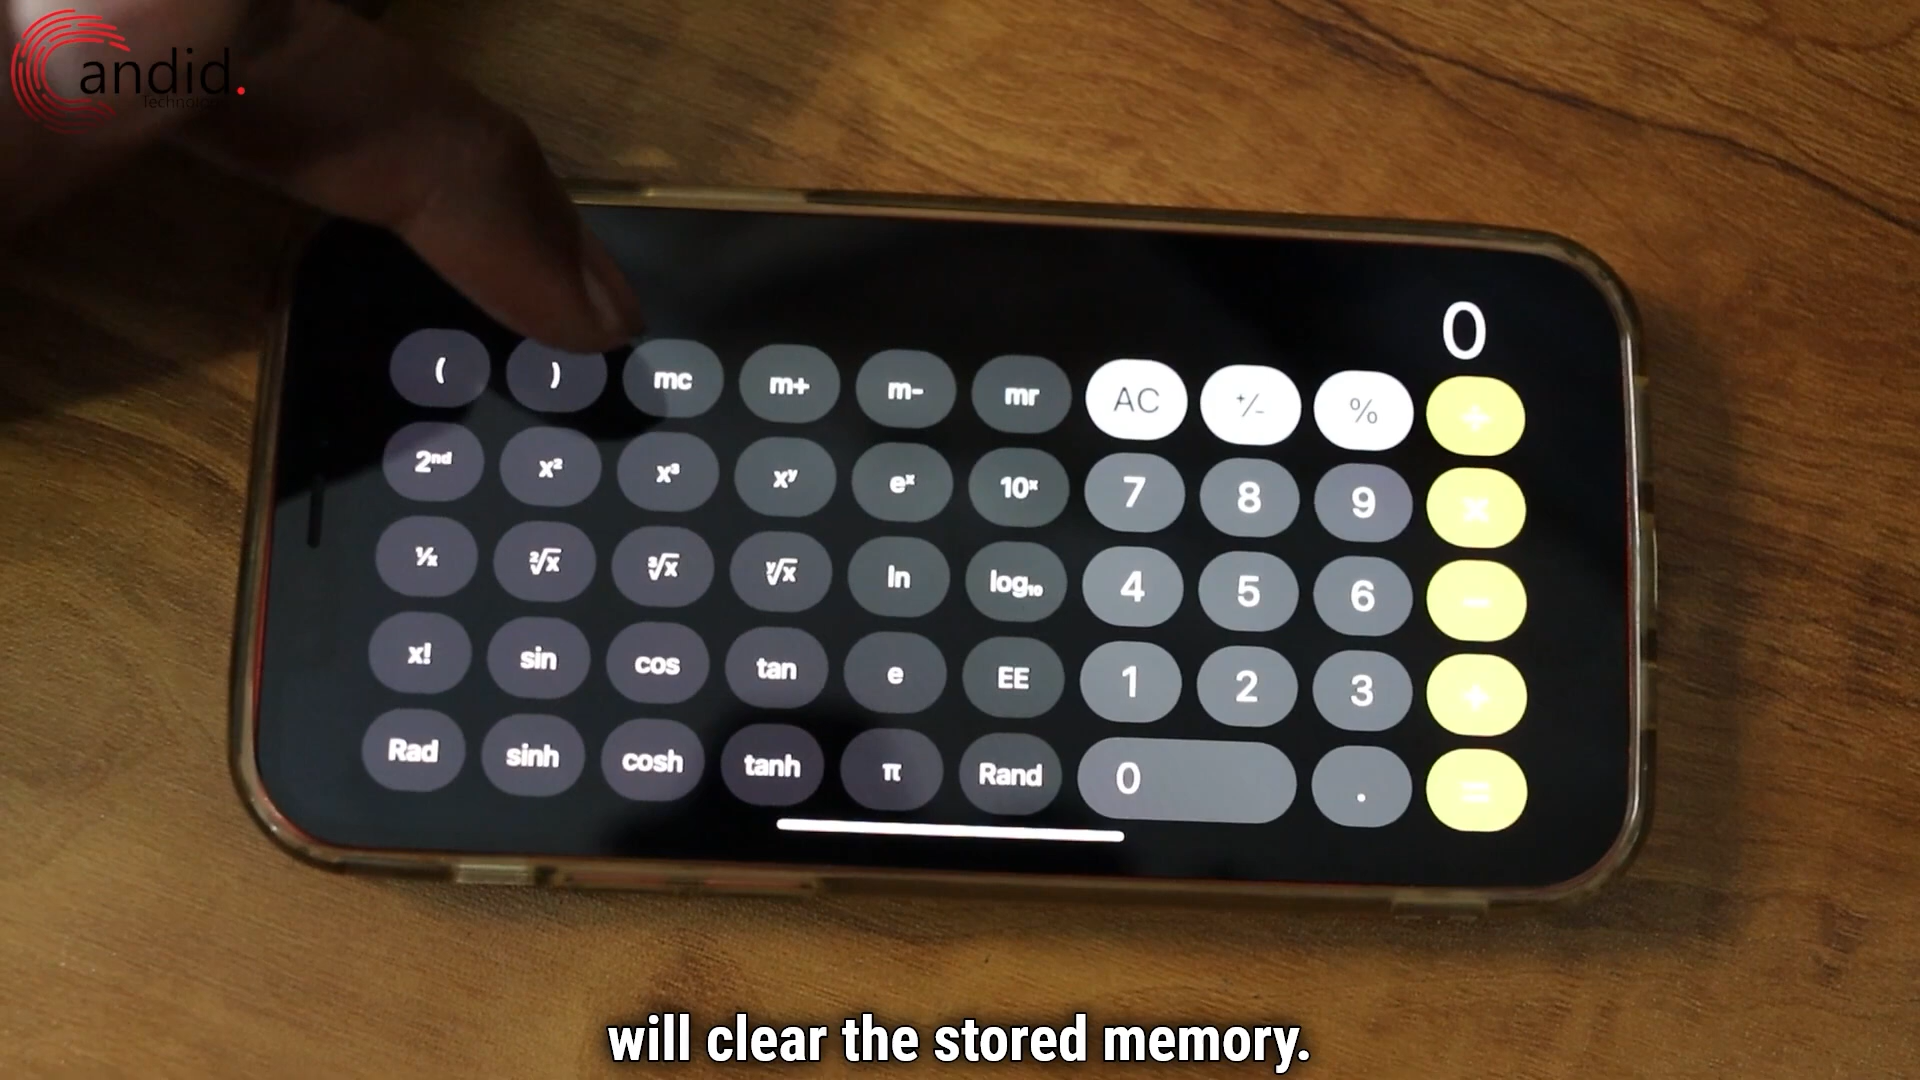 Candid.
Technology
0
( ) mc m+ m- mr AC +/- % ÷
2nd x² x³ xʸ eˣ 10ˣ 7 8 9 ×
1/x ²√x ³√x ʸ√x ln log₁₀ 4 5 6 −
x! sin cos tan e EE 1 2 3 +
Rad sinh cosh tanh π Rand 0 . =
will clear the stored memory.